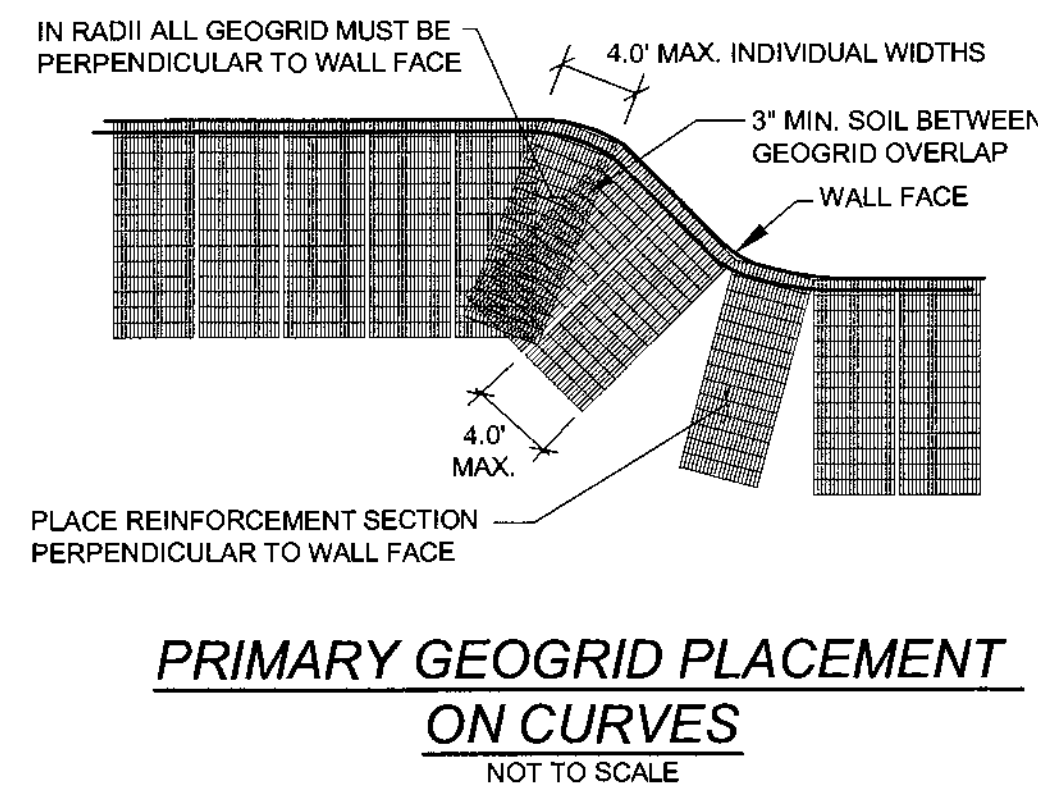 IN RADII ALL GEOGRID MUST BE
PERPENDICULAR TO WALL FACE
4.0' MAX. INDIVIDUAL WIDTHS
3" MIN. SOIL BETWEEN
GEOGRID OVERLAP
WALL FACE
4.0'
MAX.
PLACE REINFORCEMENT SECTION
PERPENDICULAR TO WALL FACE
PRIMARY GEOGRID PLACEMENT
ON CURVES
NOT TO SCALE